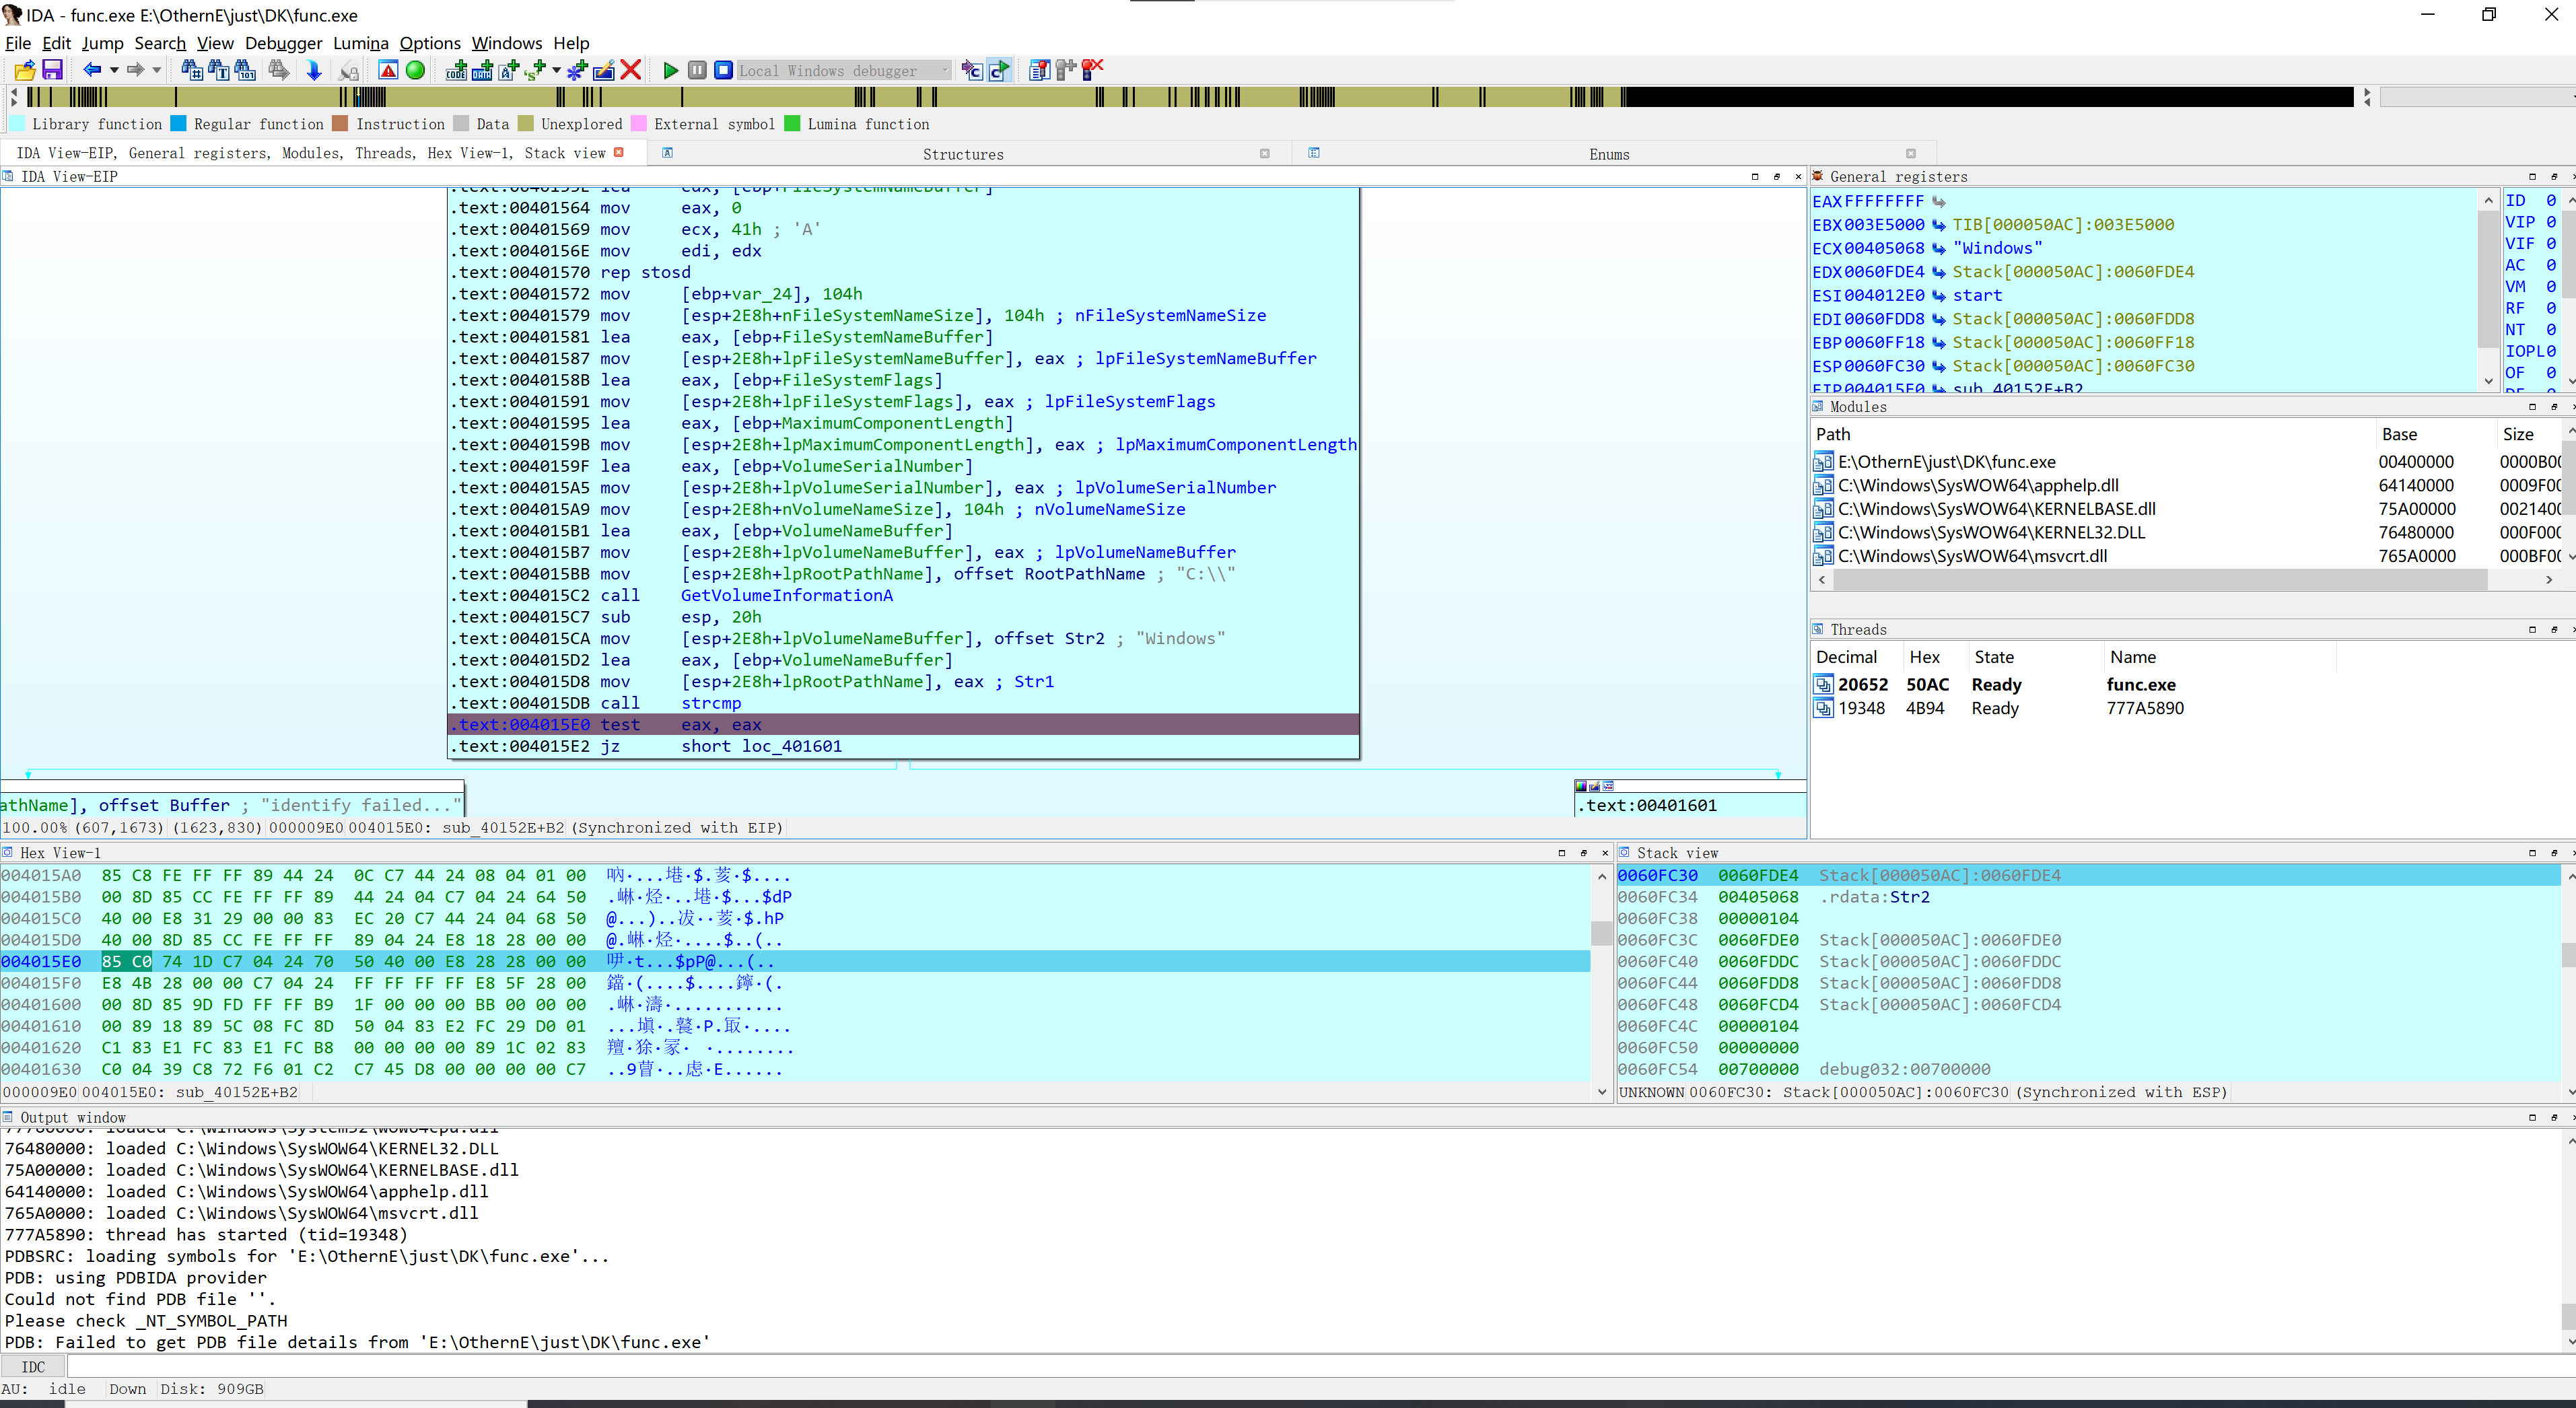 IDA - func.exe E:\OthernE\just\DK\func.exe
File Edit Jump Search View Debugger Lumina Options Windows Help
Local Windows debugger
Library function Regular function Instruction Data Unexplored External symbol Lumina function
IDA View-EIP, General registers, Modules, Threads, Hex View-1, Stack view
Structures
Enums
IDA View-EIP
.text:00401564 mov eax, 0
.text:00401569 mov ecx, 41h ; 'A'
.text:0040156E mov edi, edx
.text:00401570 rep stosd
.text:00401572 mov [ebp+var_24], 104h
.text:00401579 mov [esp+2E8h+nFileSystemNameSize], 104h ; nFileSystemNameSize
.text:00401581 lea eax, [ebp+FileSystemNameBuffer]
.text:00401587 mov [esp+2E8h+lpFileSystemNameBuffer], eax ; lpFileSystemNameBuffer
.text:0040158B lea eax, [ebp+FileSystemFlags]
.text:00401591 mov [esp+2E8h+lpFileSystemFlags], eax ; lpFileSystemFlags
.text:00401595 lea eax, [ebp+MaximumComponentLength]
.text:0040159B mov [esp+2E8h+lpMaximumComponentLength], eax ; lpMaximumComponentLength
.text:0040159F lea eax, [ebp+VolumeSerialNumber]
.text:004015A5 mov [esp+2E8h+lpVolumeSerialNumber], eax ; lpVolumeSerialNumber
.text:004015A9 mov [esp+2E8h+nVolumeNameSize], 104h ; nVolumeNameSize
.text:004015B1 lea eax, [ebp+VolumeNameBuffer]
.text:004015B7 mov [esp+2E8h+lpVolumeNameBuffer], eax ; lpVolumeNameBuffer
.text:004015BB mov [esp+2E8h+lpRootPathName], offset RootPathName ; "C:\\"
.text:004015C2 call GetVolumeInformationA
.text:004015C7 sub esp, 20h
.text:004015CA mov [esp+2E8h+lpVolumeNameBuffer], offset Str2 ; "Windows"
.text:004015D2 lea eax, [ebp+VolumeNameBuffer]
.text:004015D8 mov [esp+2E8h+lpRootPathName], eax ; Str1
.text:004015DB call strcmp
.text:004015E0 test eax, eax
.text:004015E2 jz short loc_401601
athName], offset Buffer ; "identify failed..."
.text:00401601
100.00% (607,1673) (1623,830) 000009E0 004015E0: sub_40152E+B2 (Synchronized with EIP)
General registers
EAX FFFFFFFF
EBX 003E5000 TIB[000050AC]:003E5000
ECX 00405068 "Windows"
EDX 0060FDE4 Stack[000050AC]:0060FDE4
ESI 004012E0 start
EDI 0060FDD8 Stack[000050AC]:0060FDD8
EBP 0060FF18 Stack[000050AC]:0060FF18
ESP 0060FC30 Stack[000050AC]:0060FC30
EIP 004015E0 sub_40152E+B2
ID 0
VIP 0
VIF 0
AC 0
VM 0
RF 0
NT 0
IOPL 0
OF 0
Modules
Path Base Size
E:\OthernE\just\DK\func.exe 00400000 0000B00
C:\Windows\SysWOW64\apphelp.dll 64140000 0009F00
C:\Windows\SysWOW64\KERNELBASE.dll 75A00000 0021400
C:\Windows\SysWOW64\KERNEL32.DLL 76480000 000F000
C:\Windows\SysWOW64\msvcrt.dll 765A0000 000BF00
Threads
Decimal Hex State Name
20652 50AC Ready func.exe
19348 4B94 Ready 777A5890
Hex View-1
004015A0 85 C8 FE FF FF 89 44 24 0C C7 44 24 08 04 01 00
004015B0 00 8D 85 CC FE FF FF 89 44 24 04 C7 04 24 64 50
004015C0 40 00 E8 31 29 00 00 83 EC 20 C7 44 24 04 68 50
004015D0 40 00 8D 85 CC FE FF FF 89 04 24 E8 18 28 00 00
004015E0 85 C0 74 1D C7 04 24 70 50 40 00 E8 28 28 00 00
004015F0 E8 4B 28 00 00 C7 04 24 FF FF FF FF E8 5F 28 00
00401600 00 8D 85 9D FD FF FF B9 1F 00 00 00 BB 00 00 00
00401610 00 89 18 89 5C 08 FC 8D 50 04 83 E2 FC 29 D0 01
00401620 C1 83 E1 FC 83 E1 FC B8 00 00 00 00 89 1C 02 83
00401630 C0 04 39 C8 72 F6 01 C2 C7 45 D8 00 00 00 00 C7
000009E0 004015E0: sub_40152E+B2
Stack view
0060FC30 0060FDE4 Stack[000050AC]:0060FDE4
0060FC34 00405068 .rdata:Str2
0060FC38 00000104
0060FC3C 0060FDE0 Stack[000050AC]:0060FDE0
0060FC40 0060FDDC Stack[000050AC]:0060FDDC
0060FC44 0060FDD8 Stack[000050AC]:0060FDD8
0060FC48 0060FCD4 Stack[000050AC]:0060FCD4
0060FC4C 00000104
0060FC50 00000000
0060FC54 00700000 debug032:00700000
UNKNOWN 0060FC30: Stack[000050AC]:0060FC30 (Synchronized with ESP)
Output window
76480000: loaded C:\Windows\SysWOW64\KERNEL32.DLL
75A00000: loaded C:\Windows\SysWOW64\KERNELBASE.dll
64140000: loaded C:\Windows\SysWOW64\apphelp.dll
765A0000: loaded C:\Windows\SysWOW64\msvcrt.dll
777A5890: thread has started (tid=19348)
PDBSRC: loading symbols for 'E:\OthernE\just\DK\func.exe'...
PDB: using PDBIDA provider
Could not find PDB file ''.
Please check _NT_SYMBOL_PATH
PDB: Failed to get PDB file details from 'E:\OthernE\just\DK\func.exe'
IDC
AU: idle Down Disk: 909GB